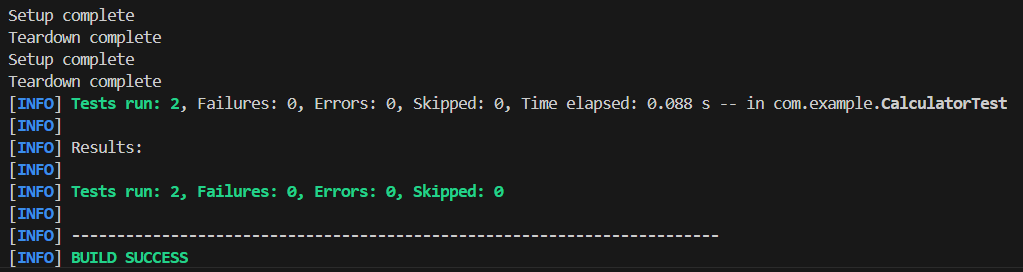 Setup complete
Teardown complete
Setup complete
Teardown complete
[INFO] Tests run: 2, Failures: 0, Errors: 0, Skipped: 0, Time elapsed: 0.088 s -- in com.example.CalculatorTest
[INFO]
[INFO] Results:
[INFO]
[INFO] Tests run: 2, Failures: 0, Errors: 0, Skipped: 0
[INFO]
[INFO] ------------------------------------------------------------------------
[INFO] BUILD SUCCESS